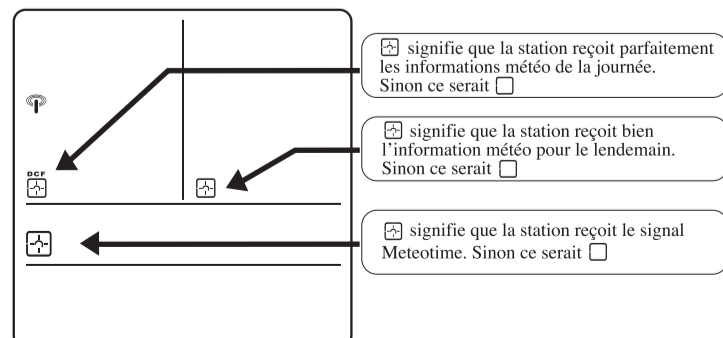 signifie que la station reçoit parfaitement
les informations météo de la journée.
Sinon ce serait
signifie que la station reçoit bien
l’information météo pour le lendemain.
Sinon ce serait
DCF
signifie que la station reçoit le signal
Meteotime. Sinon ce serait